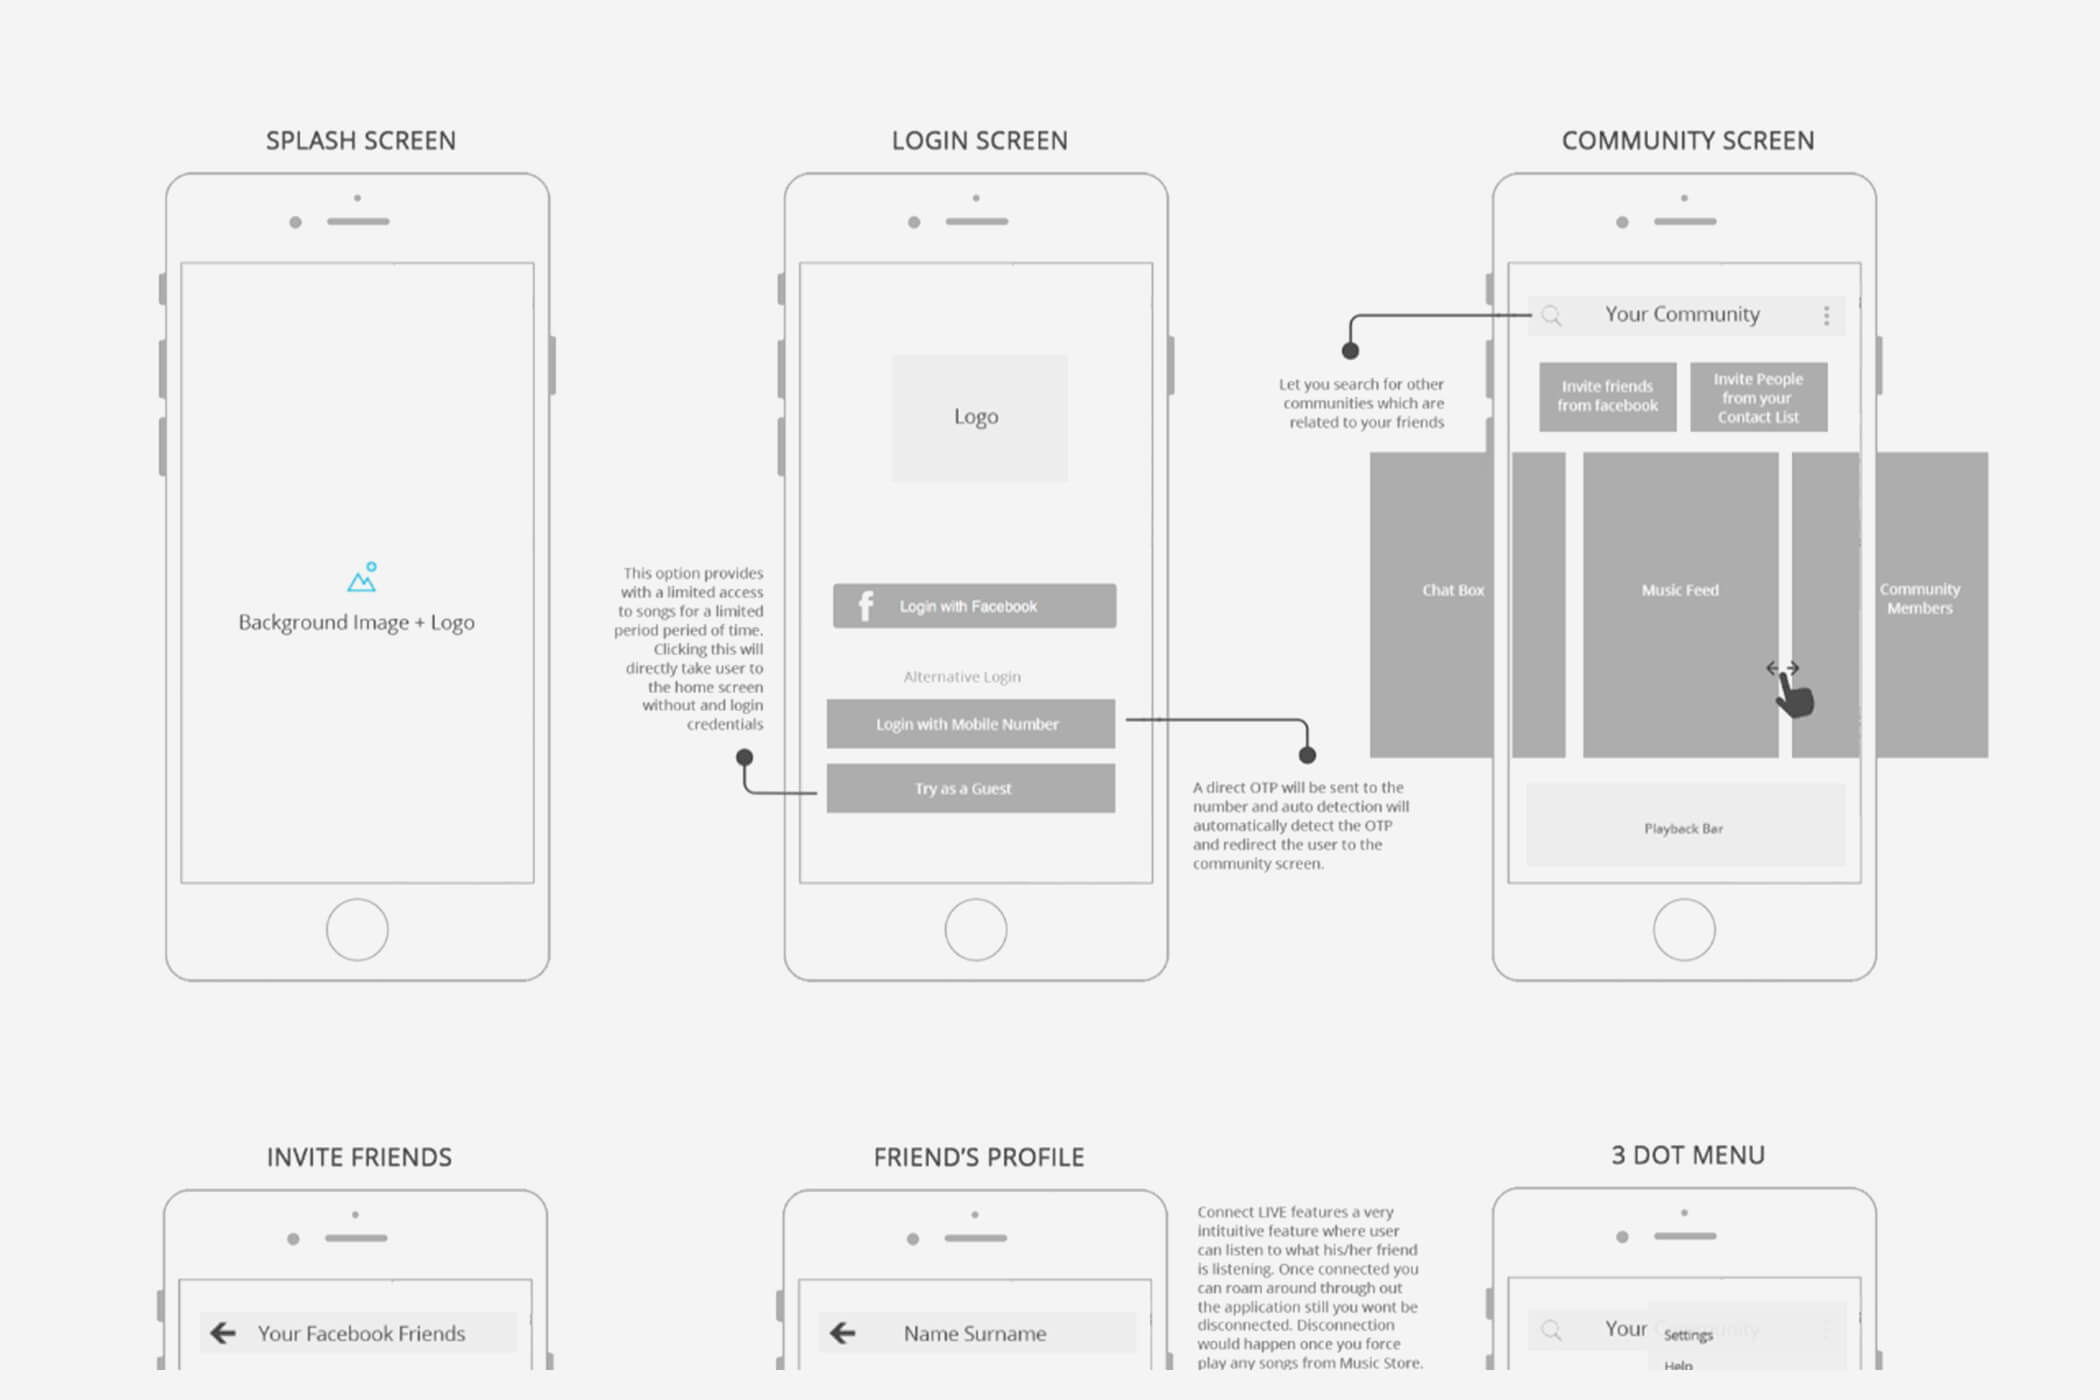 SPLASH SCREEN
Background Image + Logo
LOGIN SCREEN
Logo
Login with Facebook
Alternative Login
Login with Mobile Number
Try as a Guest
This option provides
with a limited access
to songs for a limited
period peried of time.
Clicking this will
directly take user to
the home screen
without and login
credentials
A direct OTP will be sent to the
number and auto detection will
automatically detect the OTP
and redirect the user to the
community screen.
COMMUNITY SCREEN
Your Community
Let you search for other
communities which are
related to your friends
Invite friends
from facebook
Invite People
from your
Contact List
Chat Box
Music Feed
Community
Members
Playback Bar
INVITE FRIENDS
Your Facebook Friends
FRIEND’S PROFILE
Name Surname
Connect LIVE features a very
intituitive feature where user
can listen to what his/her friend
is listening. Once connected you
can roam around through out
the application still you wont be
disconnected. Disconnection
would happen once you force
play any songs from Music Store.
3 DOT MENU
Your Community
Settings
Help